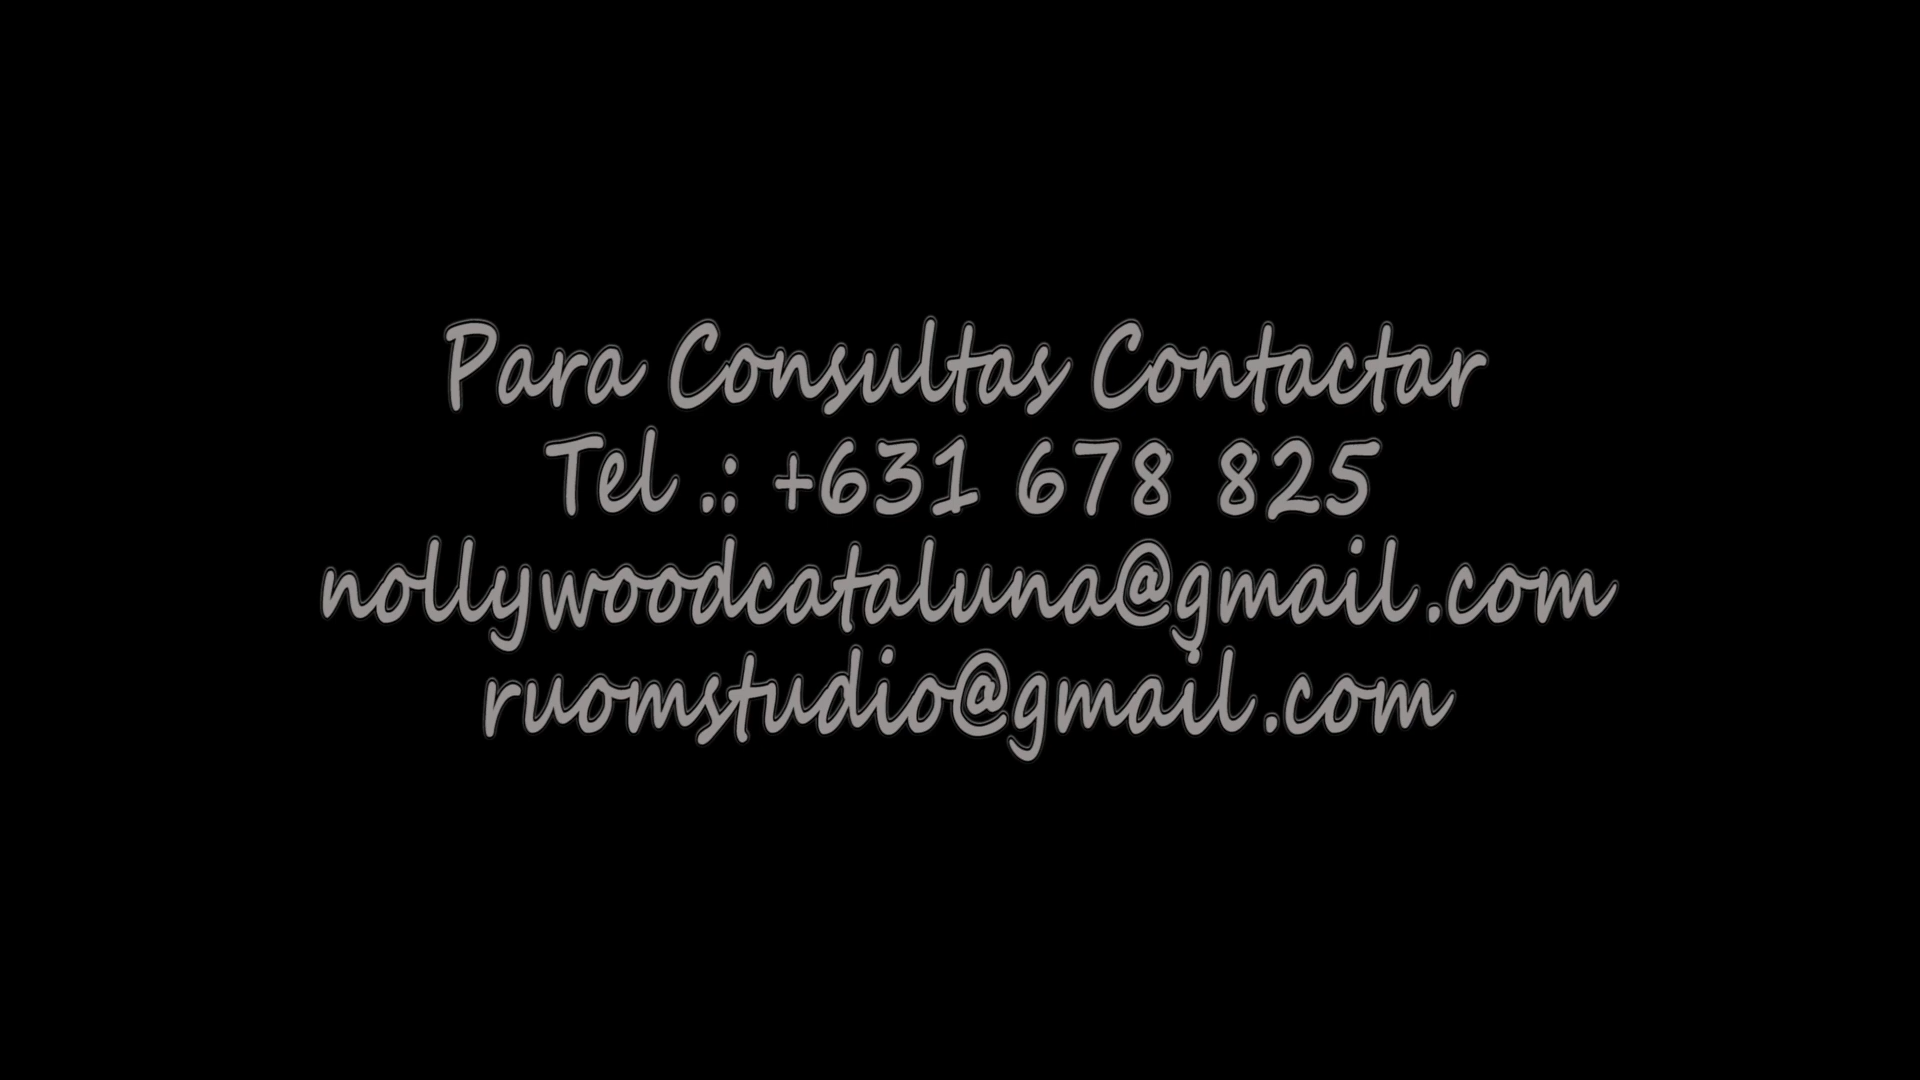 Para Consultas Contactar
Tel .: +631 678 825
nollywoodcataluna@gmail.com
ruomstudio@gmail.com